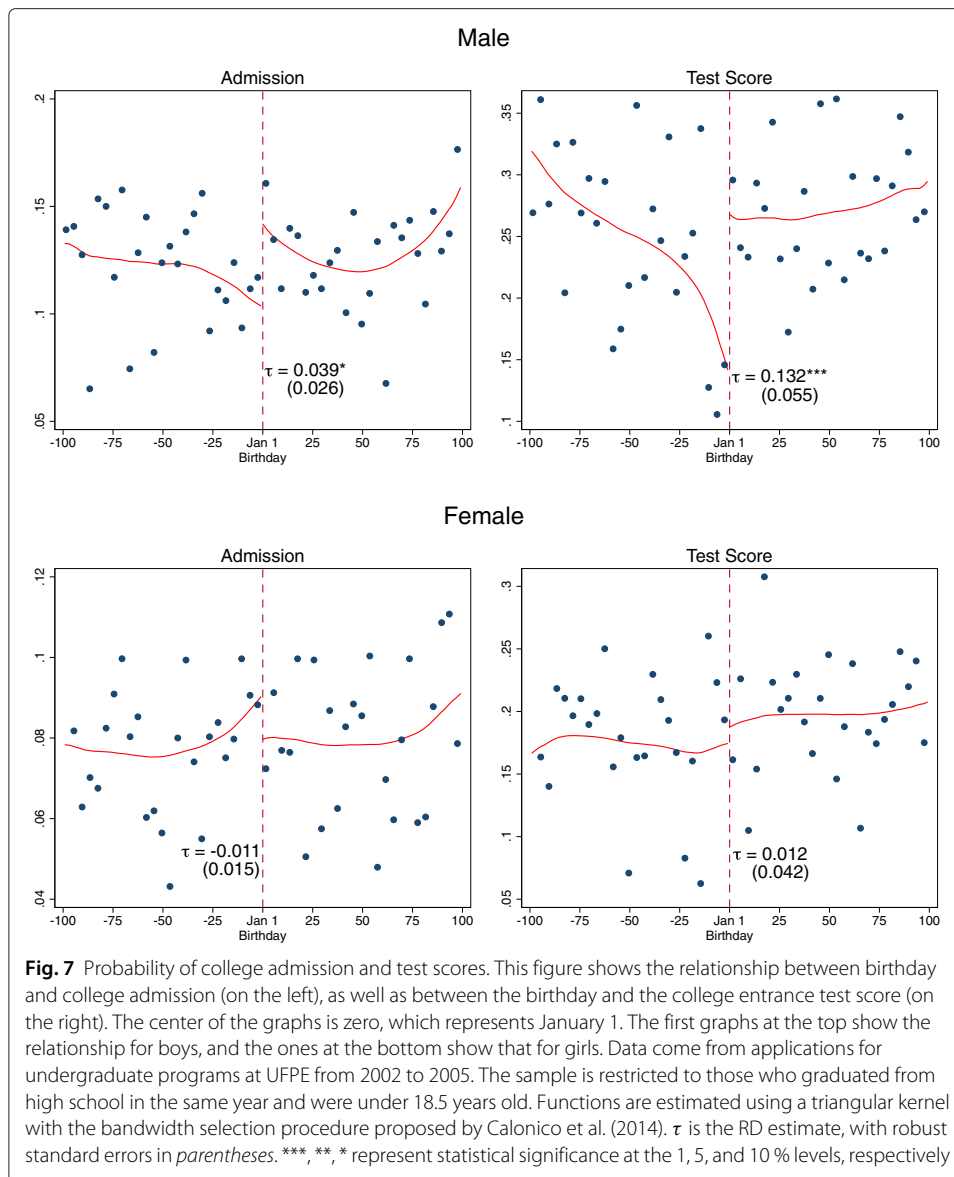 Male
Admission
Test Score
.2
.15
.1
.05
τ = 0.039*
(0.026)
-100 -75 -50 -25 Jan 1 25 50 75 100
Birthday
.35
.3
.25
.2
.15
.1
τ = 0.132***
(0.055)
-100 -75 -50 -25 Jan 1 25 50 75 100
Birthday
Female
Admission
Test Score
.12
.1
.08
.06
.04
τ = -0.011
(0.015)
-100 -75 -50 -25 Jan 1 25 50 75 100
Birthday
.3
.25
.2
.15
.1
.05
τ = 0.012
(0.042)
-100 -75 -50 -25 Jan 1 25 50 75 100
Birthday
Fig. 7 Probability of college admission and test scores. This figure shows the relationship between birthday
and college admission (on the left), as well as between the birthday and the college entrance test score (on
the right). The center of the graphs is zero, which represents January 1. The first graphs at the top show the
relationship for boys, and the ones at the bottom show that for girls. Data come from applications for
undergraduate programs at UFPE from 2002 to 2005. The sample is restricted to those who graduated from
high school in the same year and were under 18.5 years old. Functions are estimated using a triangular kernel
with the bandwidth selection procedure proposed by Calonico et al. (2014). τ is the RD estimate, with robust
standard errors in parentheses. ***, **, * represent statistical significance at the 1, 5, and 10 % levels, respectively